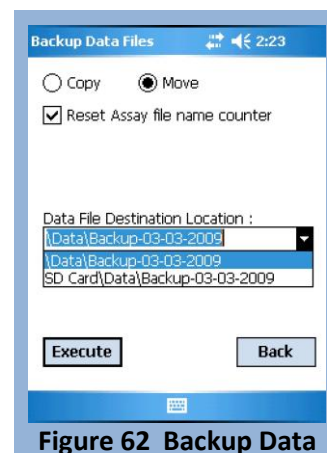 Backup Data Files 2:23
Copy Move
Reset Assay file name counter
Data File Destination Location :
\Data\Backup-03-03-2009
\Data\Backup-03-03-2009
SD Card\Data\Backup-03-03-2009
Execute Back
Figure 62 Backup Data